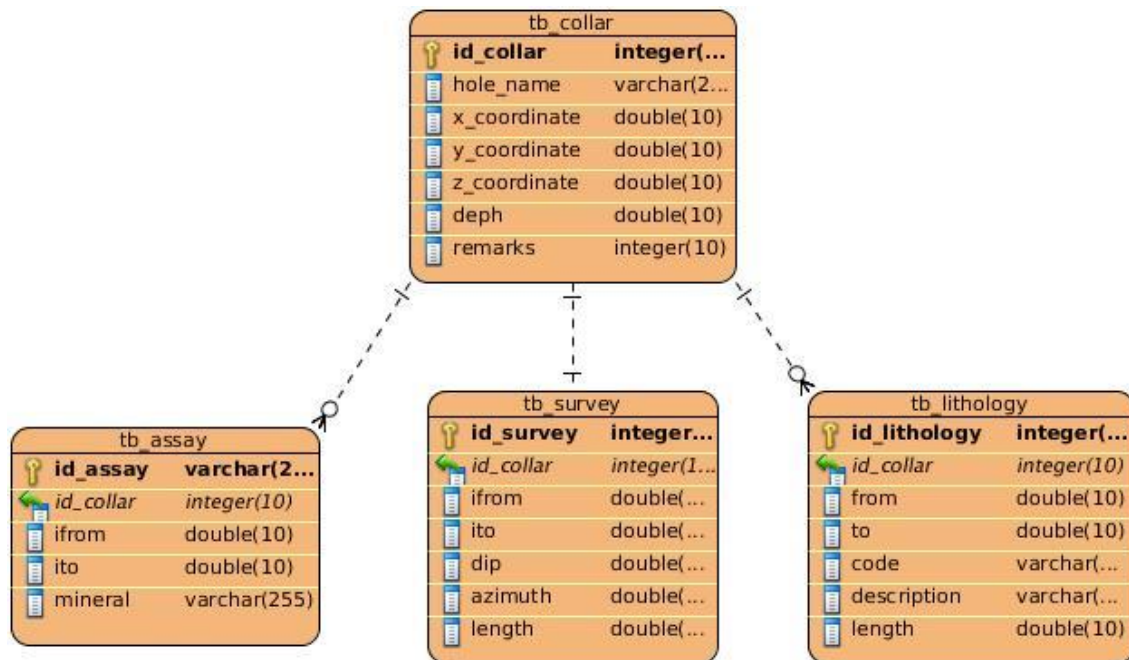 tb_collar
id_collar integer(...
hole_name varchar(2...
x_coordinate double(10)
y_coordinate double(10)
z_coordinate double(10)
deph double(10)
remarks integer(10)
tb_assay
id_assay varchar(2...
id_collar integer(10)
ifrom double(10)
ito double(10)
mineral varchar(255)
tb_survey
id_survey integer...
id_collar integer(1...
ifrom double(...
ito double(...
dip double(...
azimuth double(...
length double(...
tb_lithology
id_lithology integer(...
id_collar integer(10)
from double(10)
to double(10)
code varchar(...
description varchar(...
length double(10)